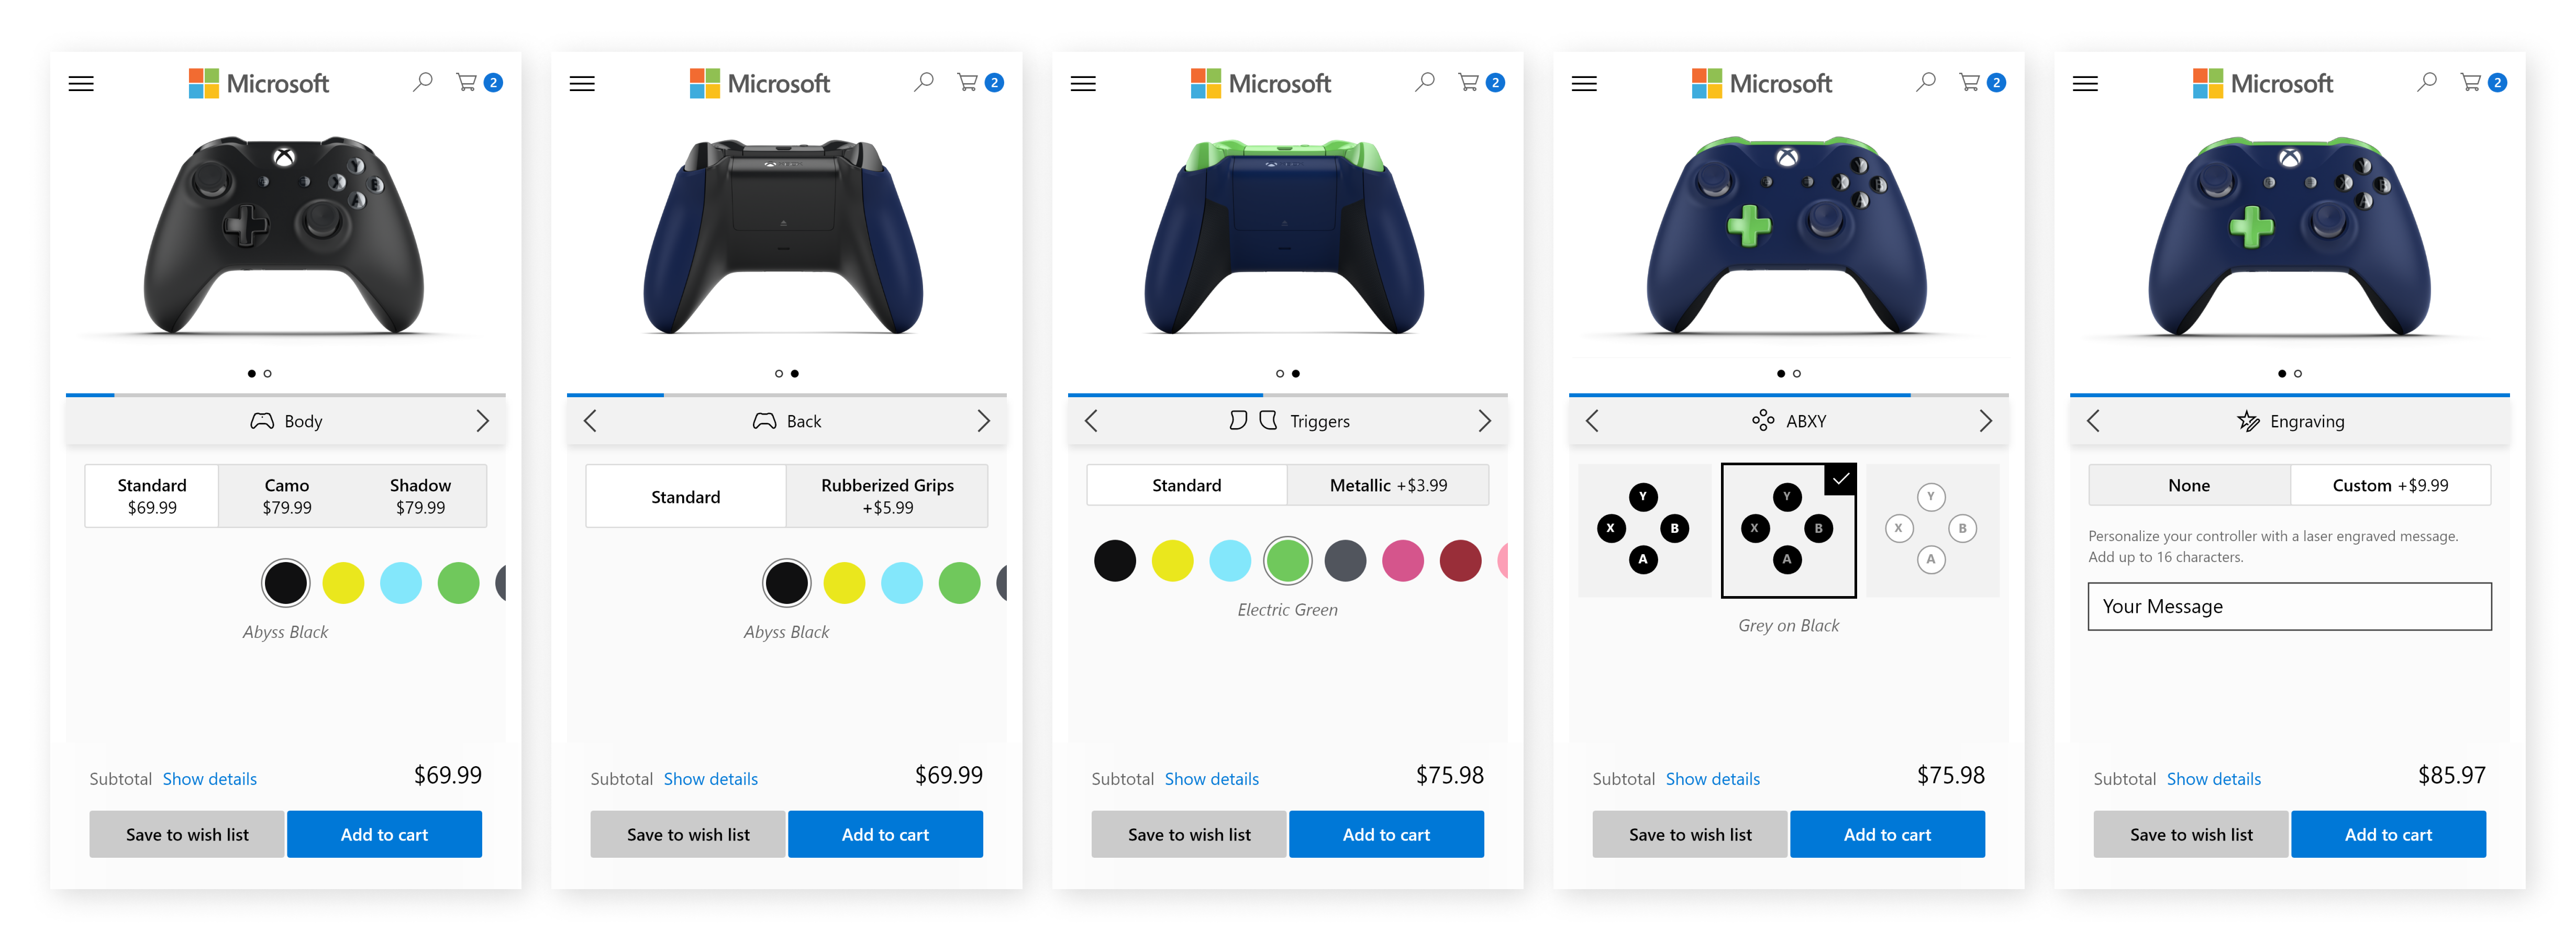 Microsoft
2
Y
X
B
A
Body
Standard
$69.99
Camo
$79.99
Shadow
$79.99
Abyss Black
Subtotal Show details
$69.99
Save to wish list
Add to cart
Microsoft
2
Back
Standard
Rubberized Grips
+$5.99
Abyss Black
Subtotal Show details
$69.99
Save to wish list
Add to cart
Microsoft
2
Triggers
Standard
Metallic +$3.99
Electric Green
Subtotal Show details
$75.98
Save to wish list
Add to cart
Microsoft
2
Y
X
B
A
ABXY
Y
X B
A
Y
X B
A
Y
X B
A
Grey on Black
Subtotal Show details
$75.98
Save to wish list
Add to cart
Microsoft
2
Y
X
B
A
Engraving
None
Custom +$9.99
Personalize your controller with a laser engraved message.
Add up to 16 characters.
Your Message
Subtotal Show details
$85.97
Save to wish list
Add to cart